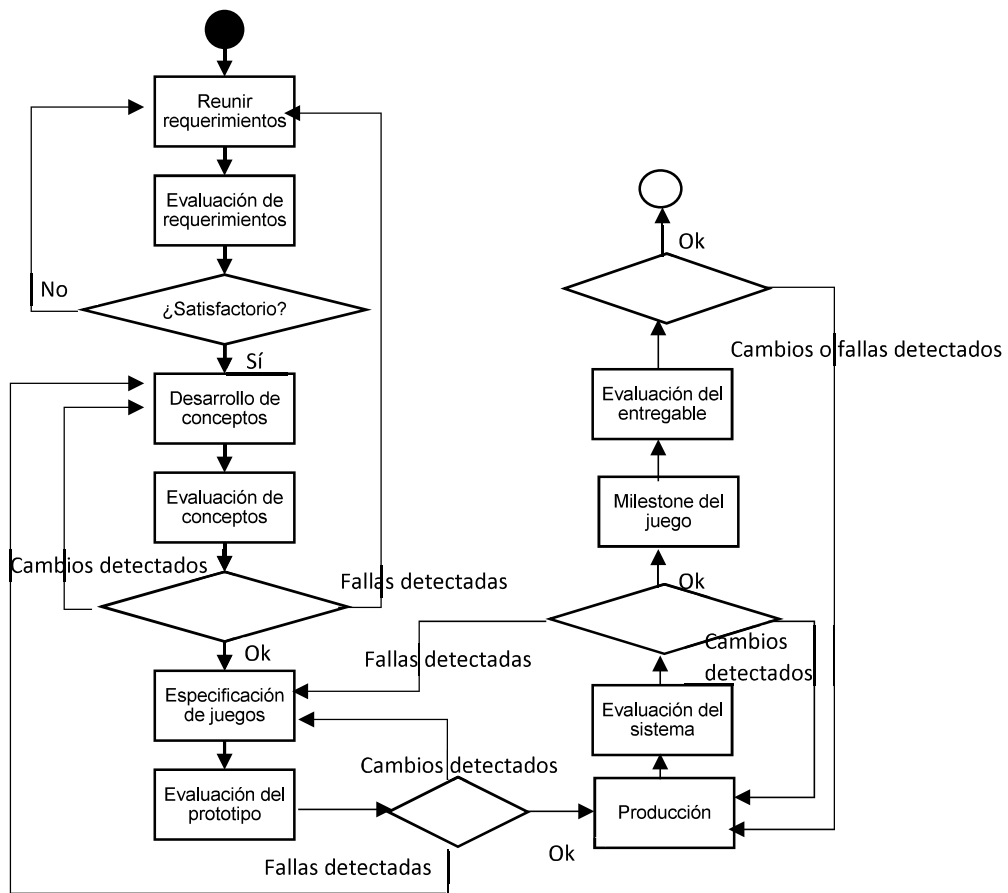 Reunir
requerimientos
Evaluación de
requerimientos
No
¿Satisfactorio?
Sí
Desarrollo de
conceptos
Evaluación de
conceptos
Cambios detectados
Fallas detectadas
Ok
Especificación
de juegos
Evaluación del
prototipo
Cambios detectados
Fallas detectadas
Ok
Producción
Evaluación del
sistema
Fallas detectadas
Cambios
detectados
Ok
Milestone del
juego
Evaluación del
entregable
Cambios o fallas detectados
Ok